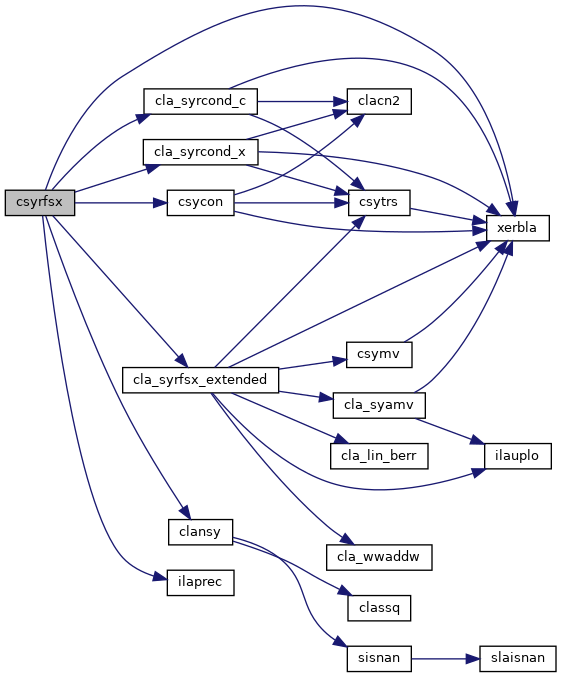 cla_syrcond_c
clacn2
cla_syrcond_x
csyrfsx
csycon
csytrs
xerbla
csymv
cla_syrfsx_extended
cla_syamv
cla_lin_berr
ilauplo
clansy
cla_wwaddw
ilaprec
classq
sisnan
slaisnan